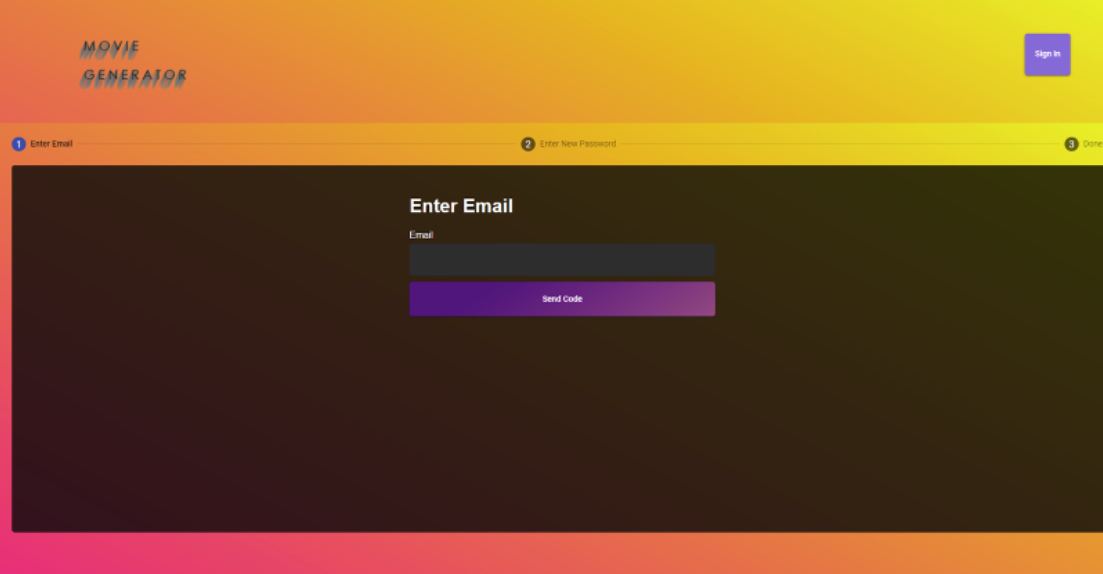 MOVIE
GENERATOR
Sign In
1 Enter Email
2 Enter New Password
3 Done
Enter Email
Email
Send Code